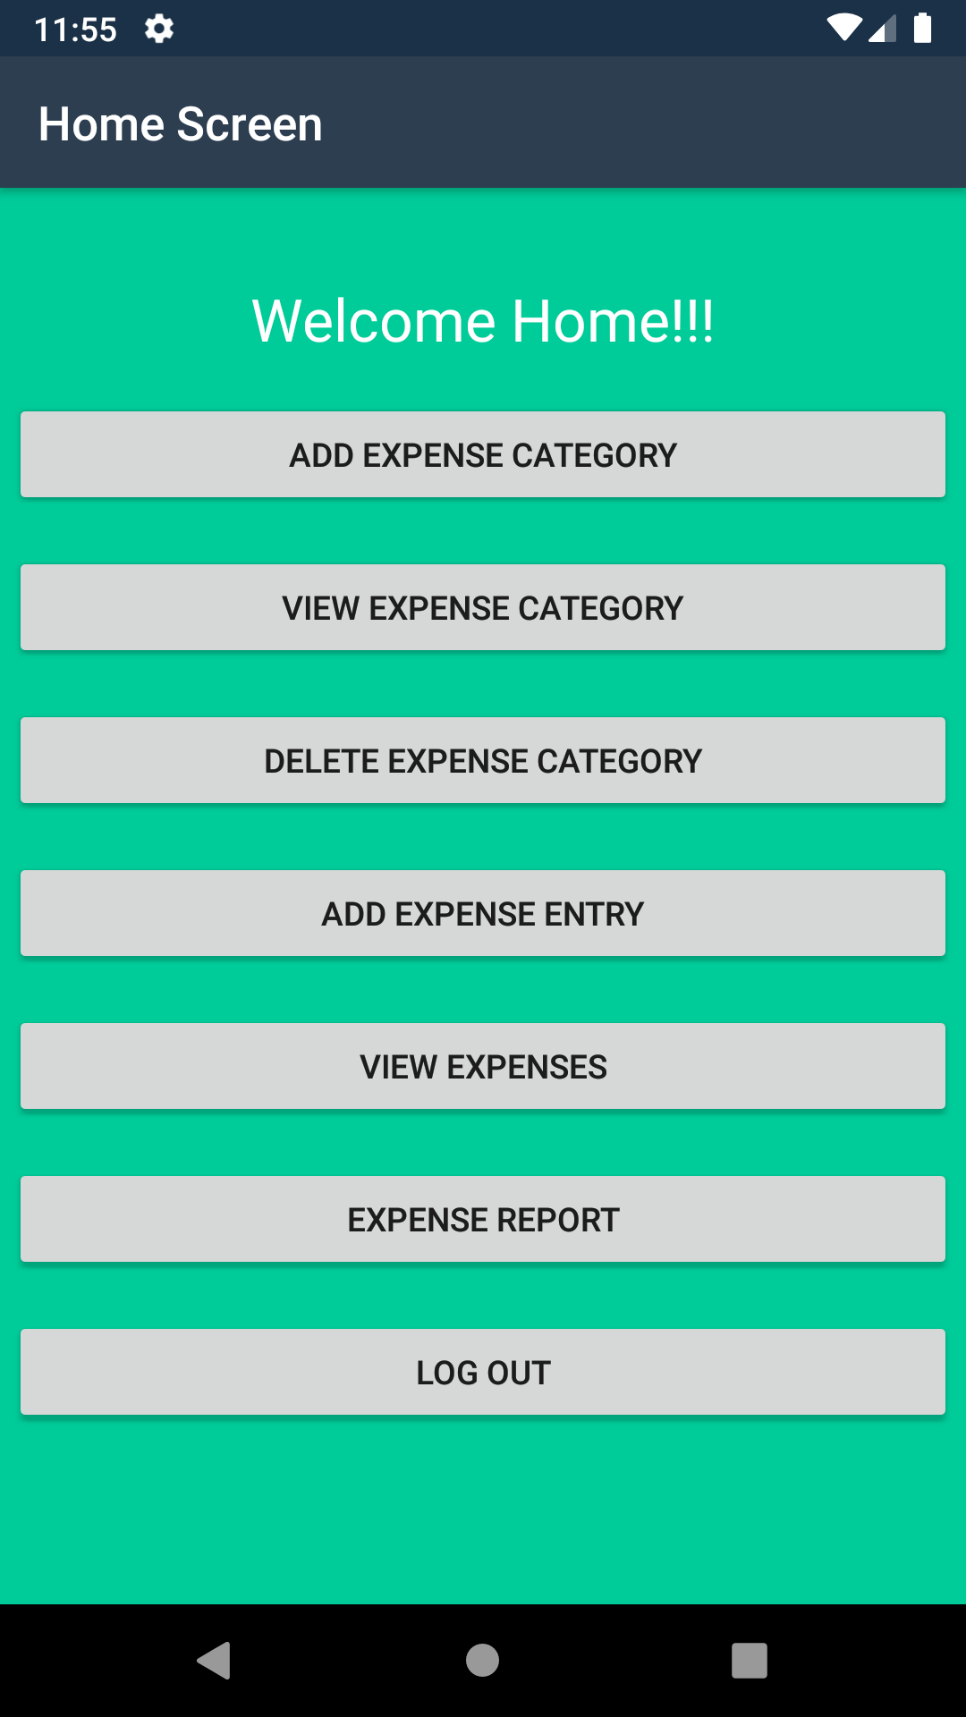 11:55
Home Screen
Welcome Home!!!
ADD EXPENSE CATEGORY
VIEW EXPENSE CATEGORY
DELETE EXPENSE CATEGORY
ADD EXPENSE ENTRY
VIEW EXPENSES
EXPENSE REPORT
LOG OUT